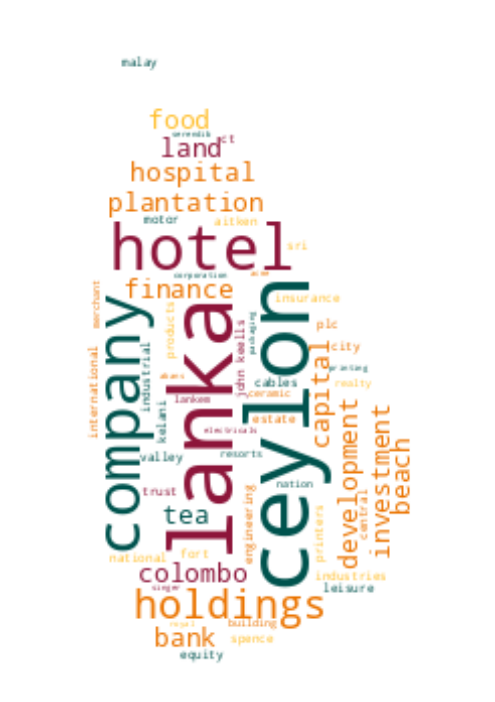 malay
food
serendib
land
ct
hospital
plantation
motor
aitken
hotel
sri
corporation
finance
insurance
merchant
company
lanka
ceylon
products
packaging
plc
john keells
industrial
international
capital
city
printing
cables
realty
lankem
ceramic
kelani
estate
development
investment
beach
electricals
valley
resorts
trust
nation
tea
engineering
printers
central
national
fort
colombo
industries
singer
leisure
holdings
building
bank
spence
equity